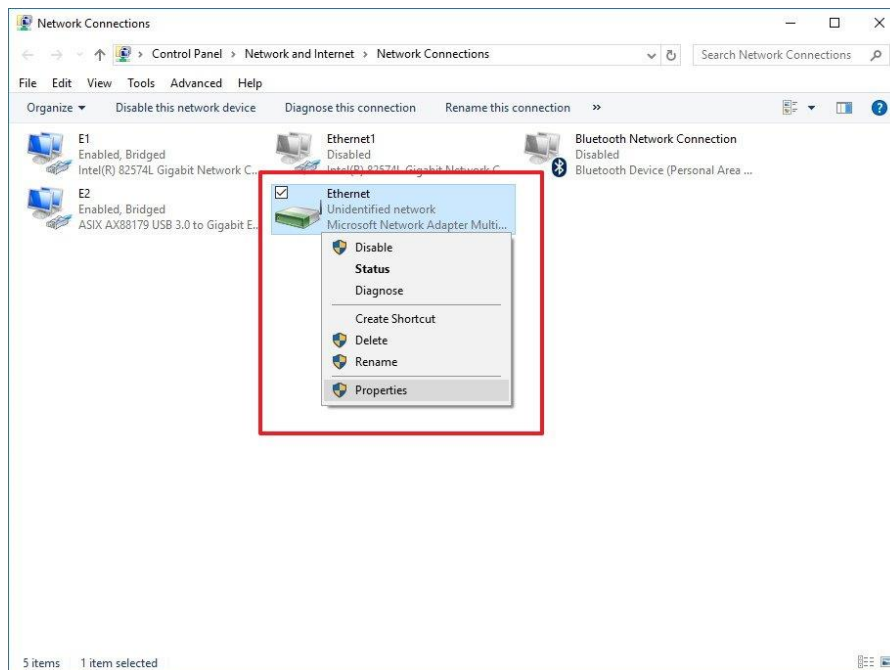 Network Connections
Control Panel > Network and Internet > Network Connections
Search Network Connections
File Edit View Tools Advanced Help
Organize Disable this network device Diagnose this connection Rename this connection »
E1
Enabled, Bridged
Intel(R) 82574L Gigabit Network C...
Ethernet1
Disabled
Intel(R) 82574L Gigabit Network C...
Bluetooth Network Connection
Disabled
Bluetooth Device (Personal Area ...
E2
Enabled, Bridged
ASIX AX88179 USB 3.0 to Gigabit E...
Ethernet
Unidentified network
Microsoft Network Adapter Multi...
Disable
Status
Diagnose
Create Shortcut
Delete
Rename
Properties
5 items 1 item selected